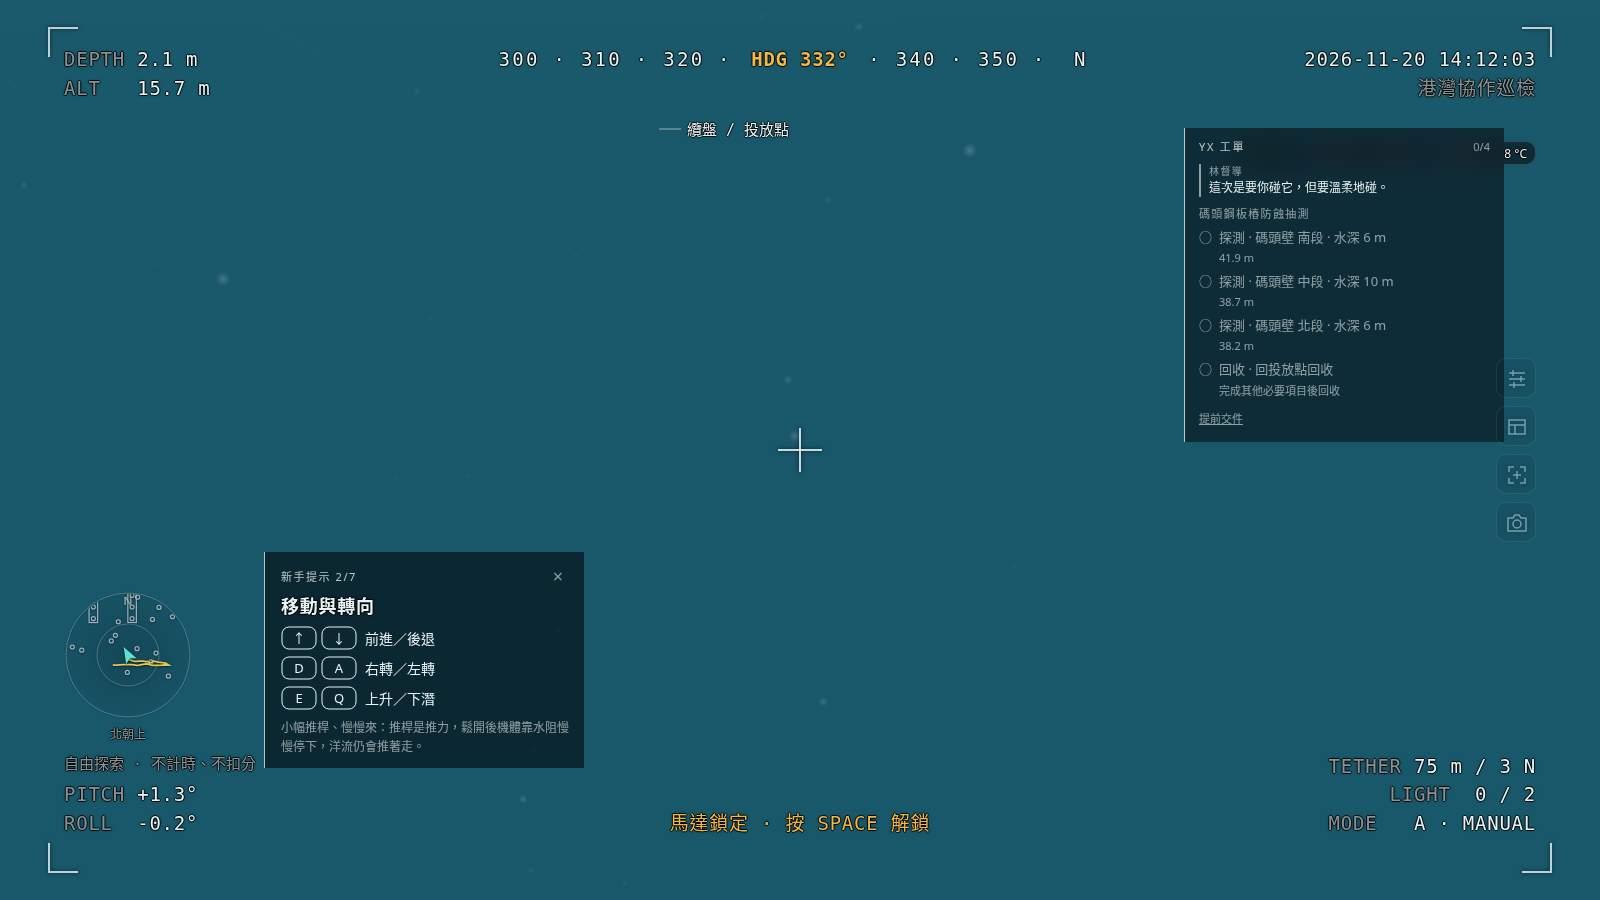 DEPTH 2.1 m
ALT 15.7 m
300 · 310 · 320 · HDG 332° · 340 · 350 · N
2026-11-20 14:12:03
港灣協作巡檢
纜盤 / 投放點
8 °C
YX 工單 0/4
林督導
這次是要你碰它，但要溫柔地碰。
碼頭鋼板樁防蝕抽測
探測 · 碼頭壁 南段 · 水深 6 m
41.9 m
探測 · 碼頭壁 中段 · 水深 10 m
38.7 m
探測 · 碼頭壁 北段 · 水深 6 m
38.2 m
回收 · 回投放點回收
完成其他必要項目後回收
提前交件
新手提示 2/7 ×
移動與轉向
↑ ↓ 前進／後退
D A 右轉／左轉
E Q 上升／下潛
小幅推桿、慢慢來：推桿是推力，鬆開後機體靠水阻慢
慢停下，洋流仍會推著走。
N
北朝上
自由探索 · 不計時、不扣分
PITCH +1.3°
ROLL -0.2°
馬達鎖定 · 按 SPACE 解鎖
TETHER 75 m / 3 N
LIGHT 0 / 2
MODE A · MANUAL